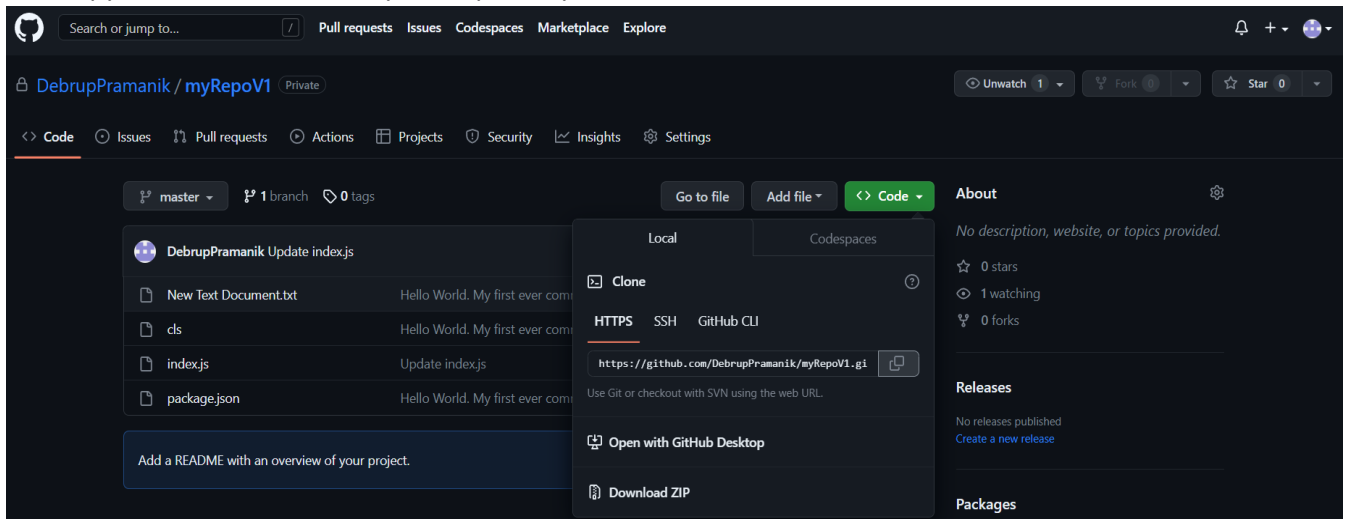 Search or jump to... / Pull requests Issues Codespaces Marketplace Explore
DebrupPramanik / myRepoV1 Private
Unwatch 1 Fork 0 Star 0
<> Code Issues Pull requests Actions Projects Security Insights Settings
master 1 branch 0 tags
Go to file Add file <> Code
DebrupPramanik Update index.js
New Text Document.txt Hello World. My first ever com
cls Hello World. My first ever com
index.js Update index.js
package.json Hello World. My first ever com
Add a README with an overview of your project.
Local Codespaces
Clone
HTTPS SSH GitHub CLI
https://github.com/DebrupPramanik/myRepoV1.gi
Use Git or checkout with SVN using the web URL.
Open with GitHub Desktop
Download ZIP
About
No description, website, or topics provided.
0 stars
1 watching
0 forks
Releases
No releases published
Create a new release
Packages